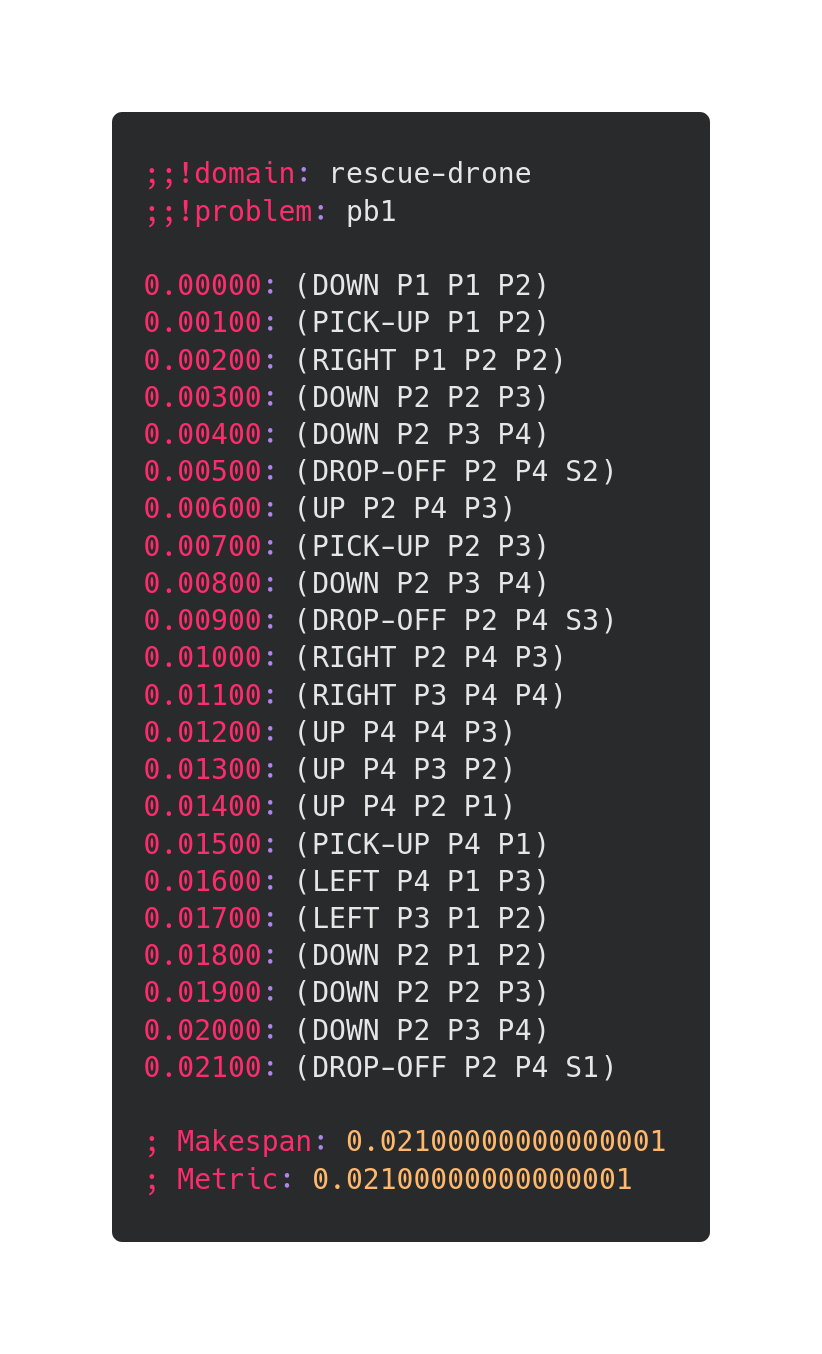 ;;!domain: rescue-drone
;;!problem: pb1
0.00000: (DOWN P1 P1 P2)
0.00100: (PICK-UP P1 P2)
0.00200: (RIGHT P1 P2 P2)
0.00300: (DOWN P2 P2 P3)
0.00400: (DOWN P2 P3 P4)
0.00500: (DROP-OFF P2 P4 S2)
0.00600: (UP P2 P4 P3)
0.00700: (PICK-UP P2 P3)
0.00800: (DOWN P2 P3 P4)
0.00900: (DROP-OFF P2 P4 S3)
0.01000: (RIGHT P2 P4 P3)
0.01100: (RIGHT P3 P4 P4)
0.01200: (UP P4 P4 P3)
0.01300: (UP P4 P3 P2)
0.01400: (UP P4 P2 P1)
0.01500: (PICK-UP P4 P1)
0.01600: (LEFT P4 P1 P3)
0.01700: (LEFT P3 P1 P2)
0.01800: (DOWN P2 P1 P2)
0.01900: (DOWN P2 P2 P3)
0.02000: (DOWN P2 P3 P4)
0.02100: (DROP-OFF P2 P4 S1)
; Makespan: 0.02100000000000001
; Metric: 0.02100000000000001